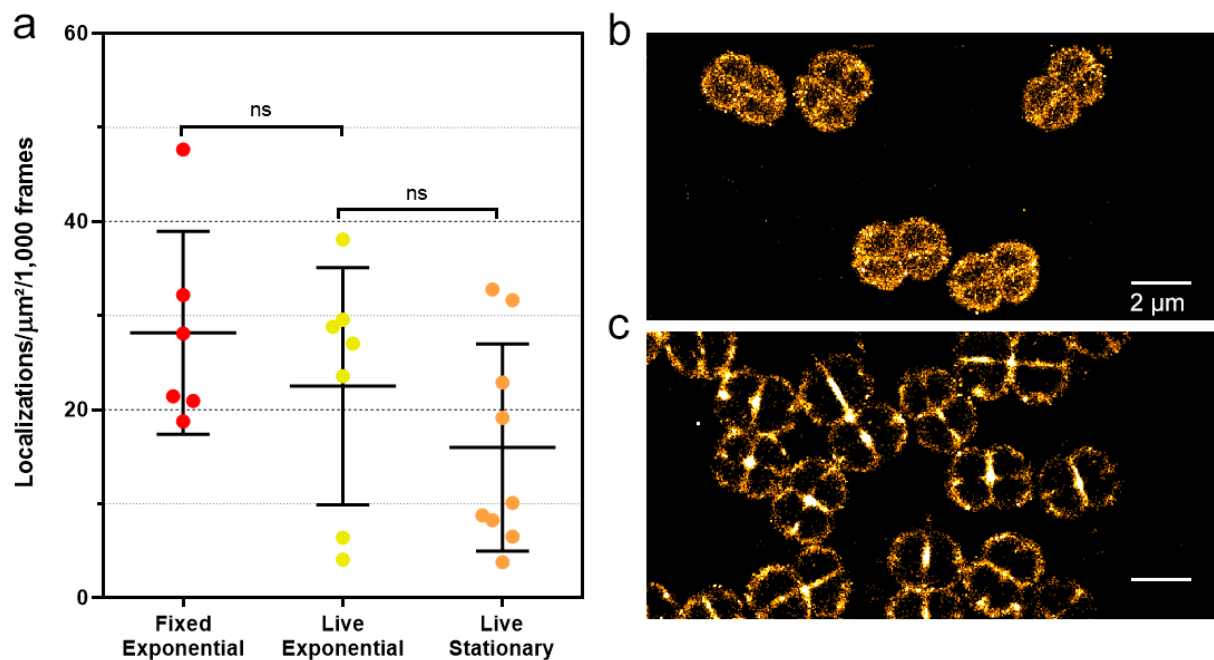 a
Localizations/μm²/1,000 frames
60
40
20
0
ns
ns
Fixed
Exponential
Live
Exponential
Live
Stationary
b
2 μm
c